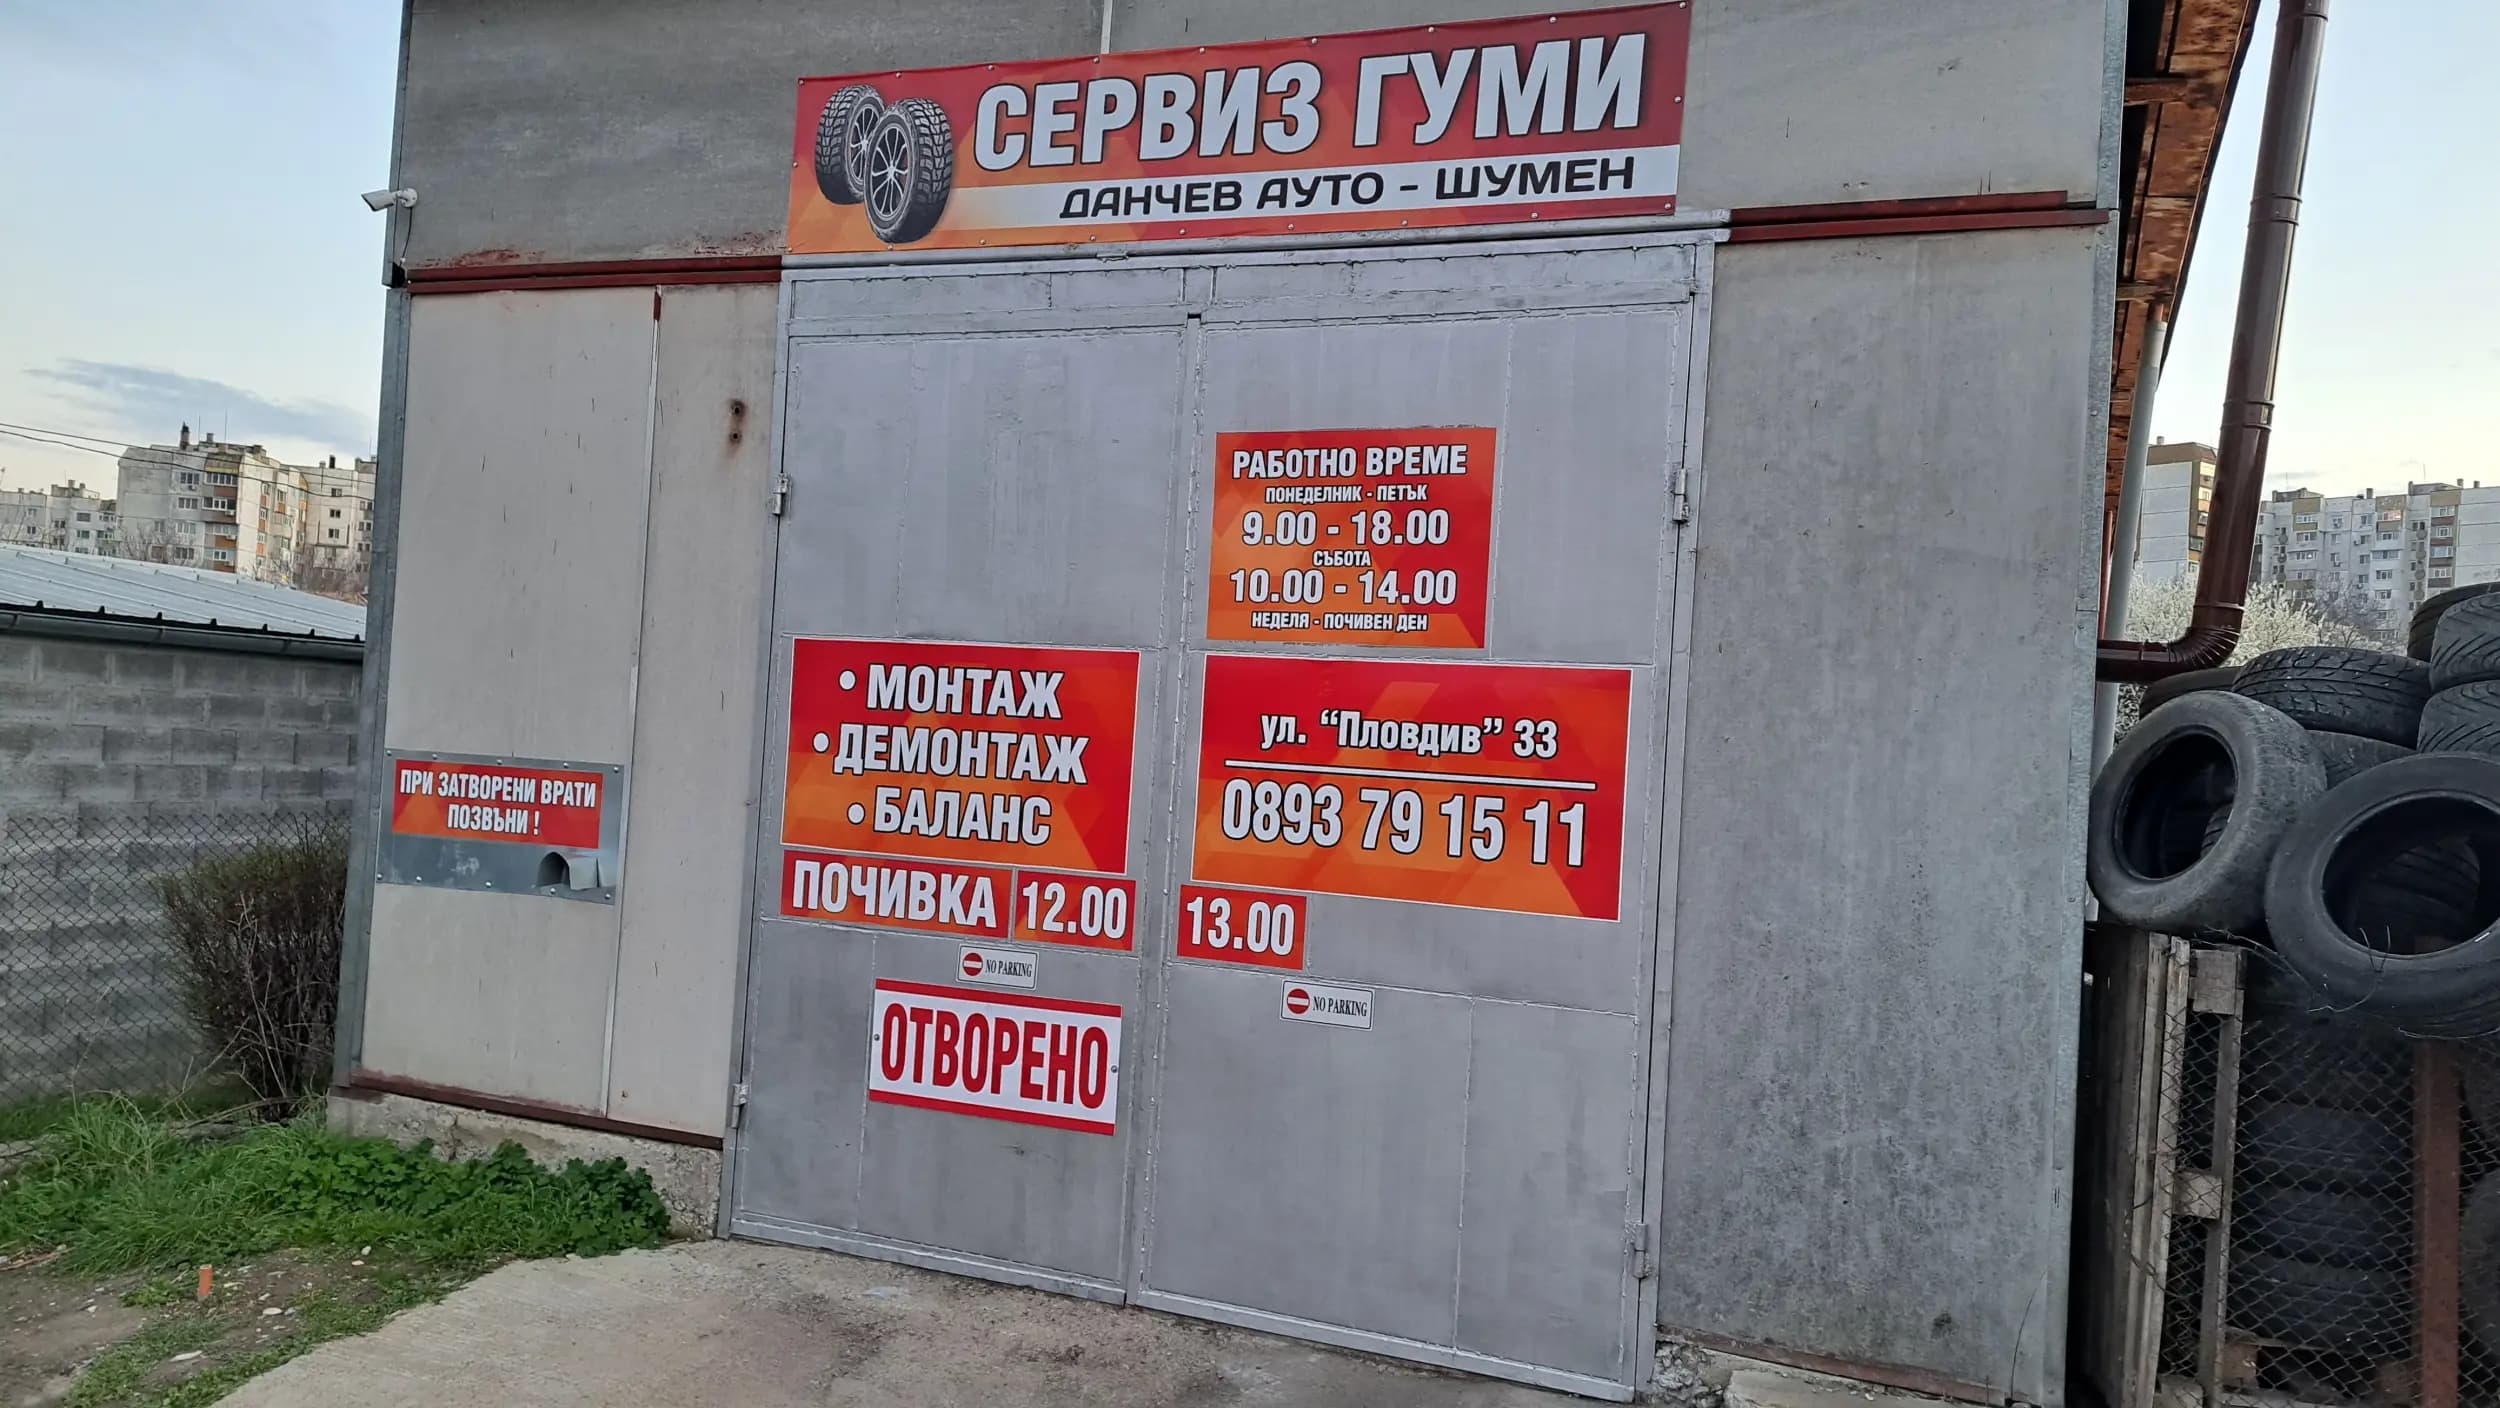 СЕРВИЗ ГУМИ
ДАНЧЕВ АУТО - ШУМЕН
РАБОТНО ВРЕМЕ
ПОНЕДЕЛНИК - ПЕТЪК
9.00 - 18.00
СЪБОТА
10.00 - 14.00
НЕДЕЛЯ - ПОЧИВЕН ДЕН
• МОНТАЖ
• ДЕМОНТАЖ
• БАЛАНС
ул. “Пловдив” 33
0893 79 15 11
ПРИ ЗАТВОРЕНИ ВРАТИ
ПОЗВЪНИ !
ПОЧИВКА 12.00 13.00
NO PARKING
NO PARKING
ОТВОРЕНО